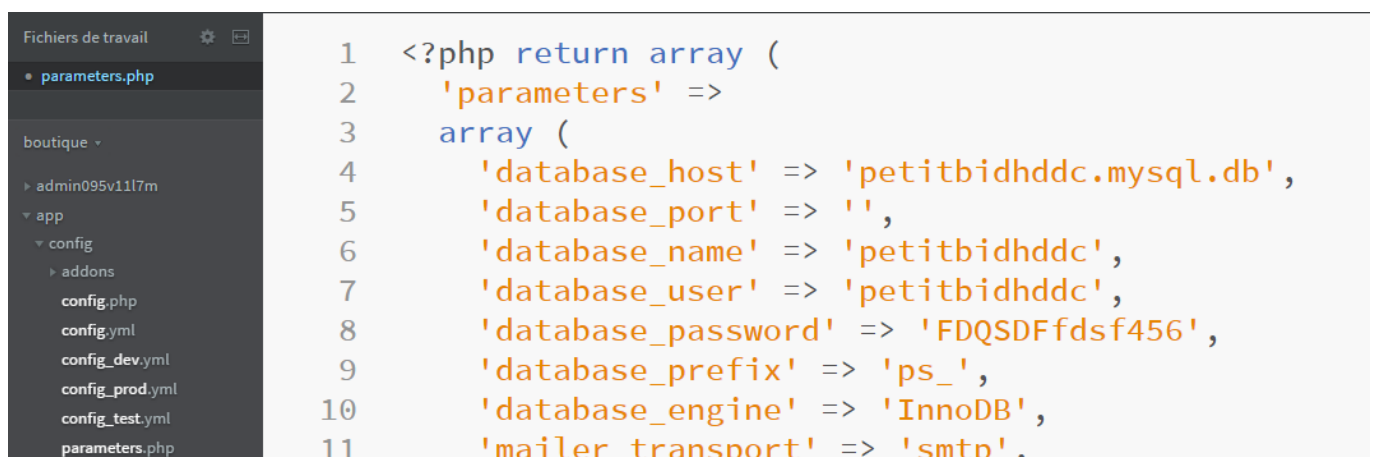 Fichiers de travail
parameters.php
boutique
admin095v11l7m
app
config
addons
config.php
config.yml
config_dev.yml
config_prod.yml
config_test.yml
parameters.php
1 <?php return array (
2 'parameters' =>
3 array (
4 'database_host' => 'petitbidhddc.mysql.db',
5 'database_port' => '',
6 'database_name' => 'petitbidhddc',
7 'database_user' => 'petitbidhddc',
8 'database_password' => 'FDQSDFfdsf456',
9 'database_prefix' => 'ps_',
10 'database_engine' => 'InnoDB',
11 'mailer_transport' => 'smtp',